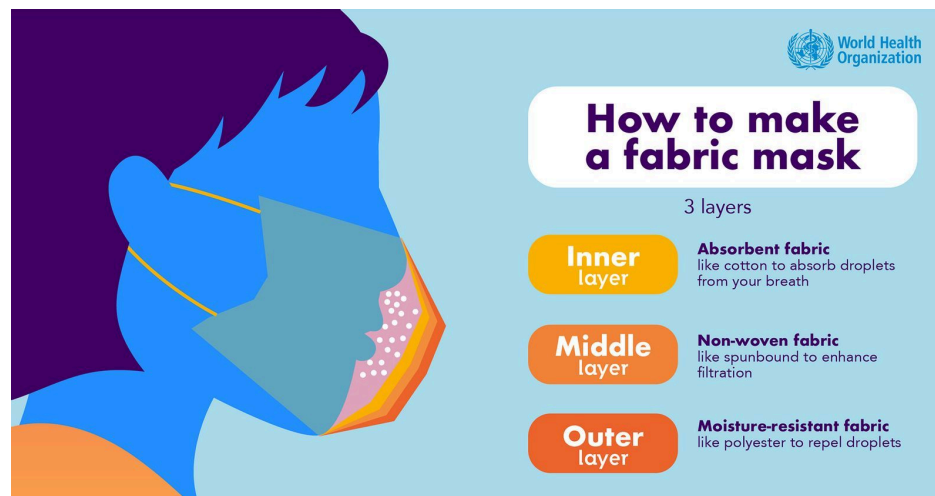 World Health
Organization
How to make
a fabric mask
3 layers
Inner
layer
Absorbent fabric
like cotton to absorb droplets
from your breath
Middle
layer
Non-woven fabric
like spunbound to enhance
filtration
Outer
layer
Moisture-resistant fabric
like polyester to repel droplets